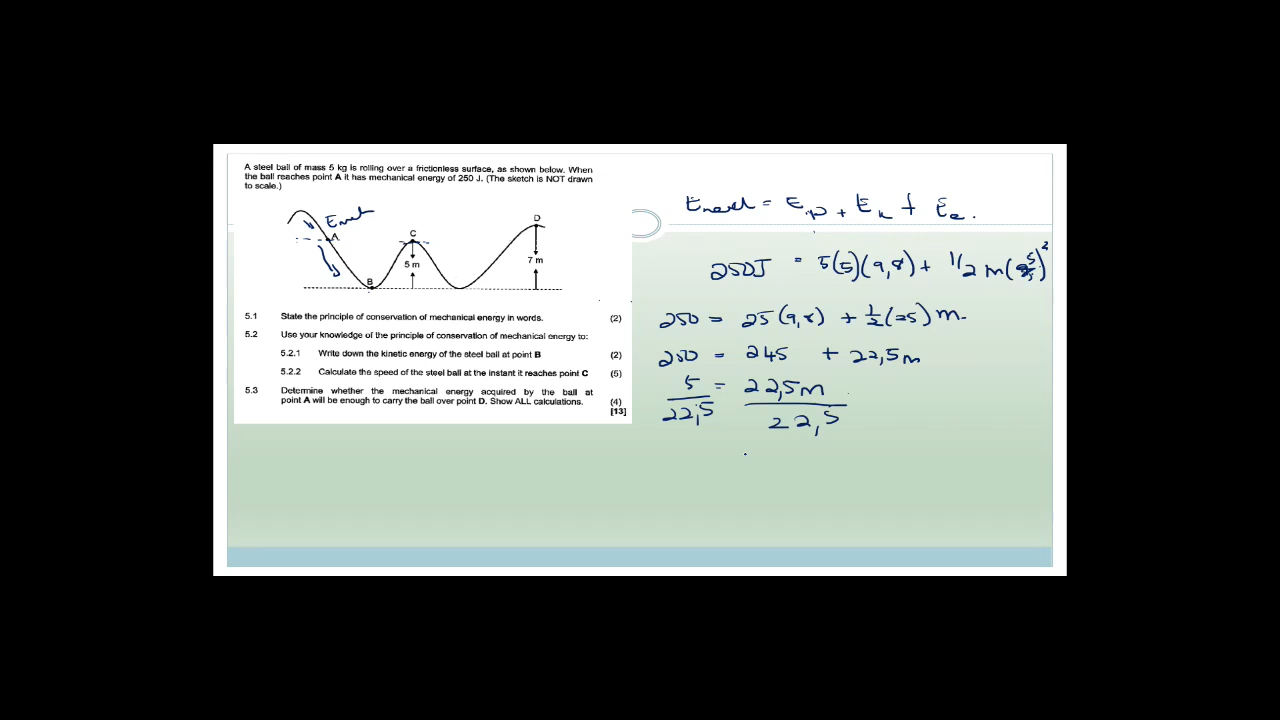 A steel ball of mass 5 kg is rolling over a frictionless surface, as shown below. When
the ball reaches point A it has mechanical energy of 250 J. (The sketch is NOT drawn
to scale.)
Emech
A
B
C
5 m
D
7 m
5.1 State the principle of conservation of mechanical energy in words. (2)
5.2 Use your knowledge of the principle of conservation of mechanical energy to:
5.2.1 Write down the kinetic energy of the steel ball at point B (2)
5.2.2 Calculate the speed of the steel ball at the instant it reaches point C (5)
5.3 Determine whether the mechanical energy acquired by the ball at
point A will be enough to carry the ball over point D. Show ALL calculations. (4)
[13]
Emech = Ep + Ek + Ee.
250J = 5(5)(9,8) + 1/2 m( )²
250 = 25(9,8) + 1/2(25) m.
250 = 245 + 22,5m
5 = 22,5m
22,5 22,5